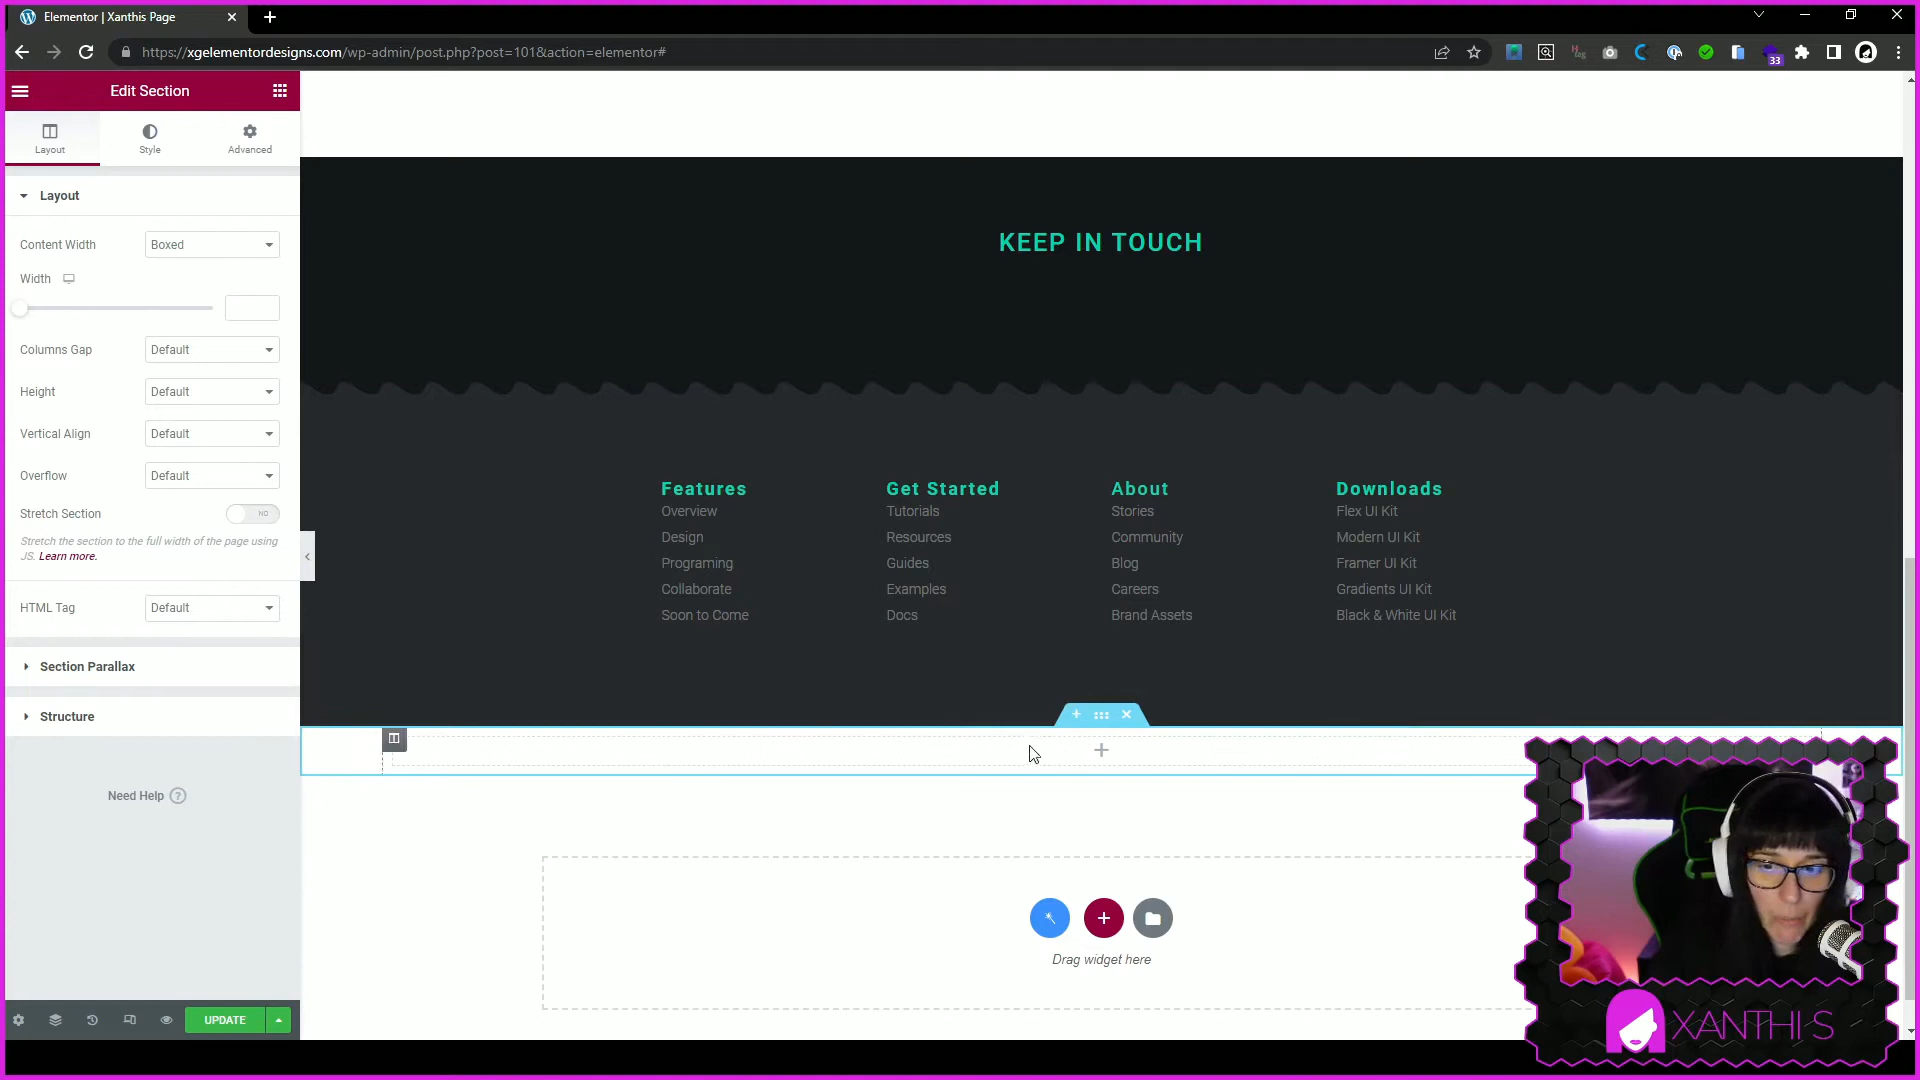 Elementor | Xanthis Page
https://xgelementordesigns.com/wp-admin/post.php?post=101&action=elementor#
33
Edit Section
Layout
Style
Advanced
Layout
Content Width
Boxed
Width
Columns Gap
Default
Height
Default
Vertical Align
Default
Overflow
Default
Stretch Section
NO
Stretch the section to the full width of the page using
JS. Learn more.
HTML Tag
Default
Section Parallax
Structure
Need Help ?
UPDATE
KEEP IN TOUCH
Features
Overview
Design
Programing
Collaborate
Soon to Come
Get Started
Tutorials
Resources
Guides
Examples
Docs
About
Stories
Community
Blog
Careers
Brand Assets
Downloads
Flex UI Kit
Modern UI Kit
Framer UI Kit
Gradients UI Kit
Black & White UI Kit
Drag widget here
XANTHIS